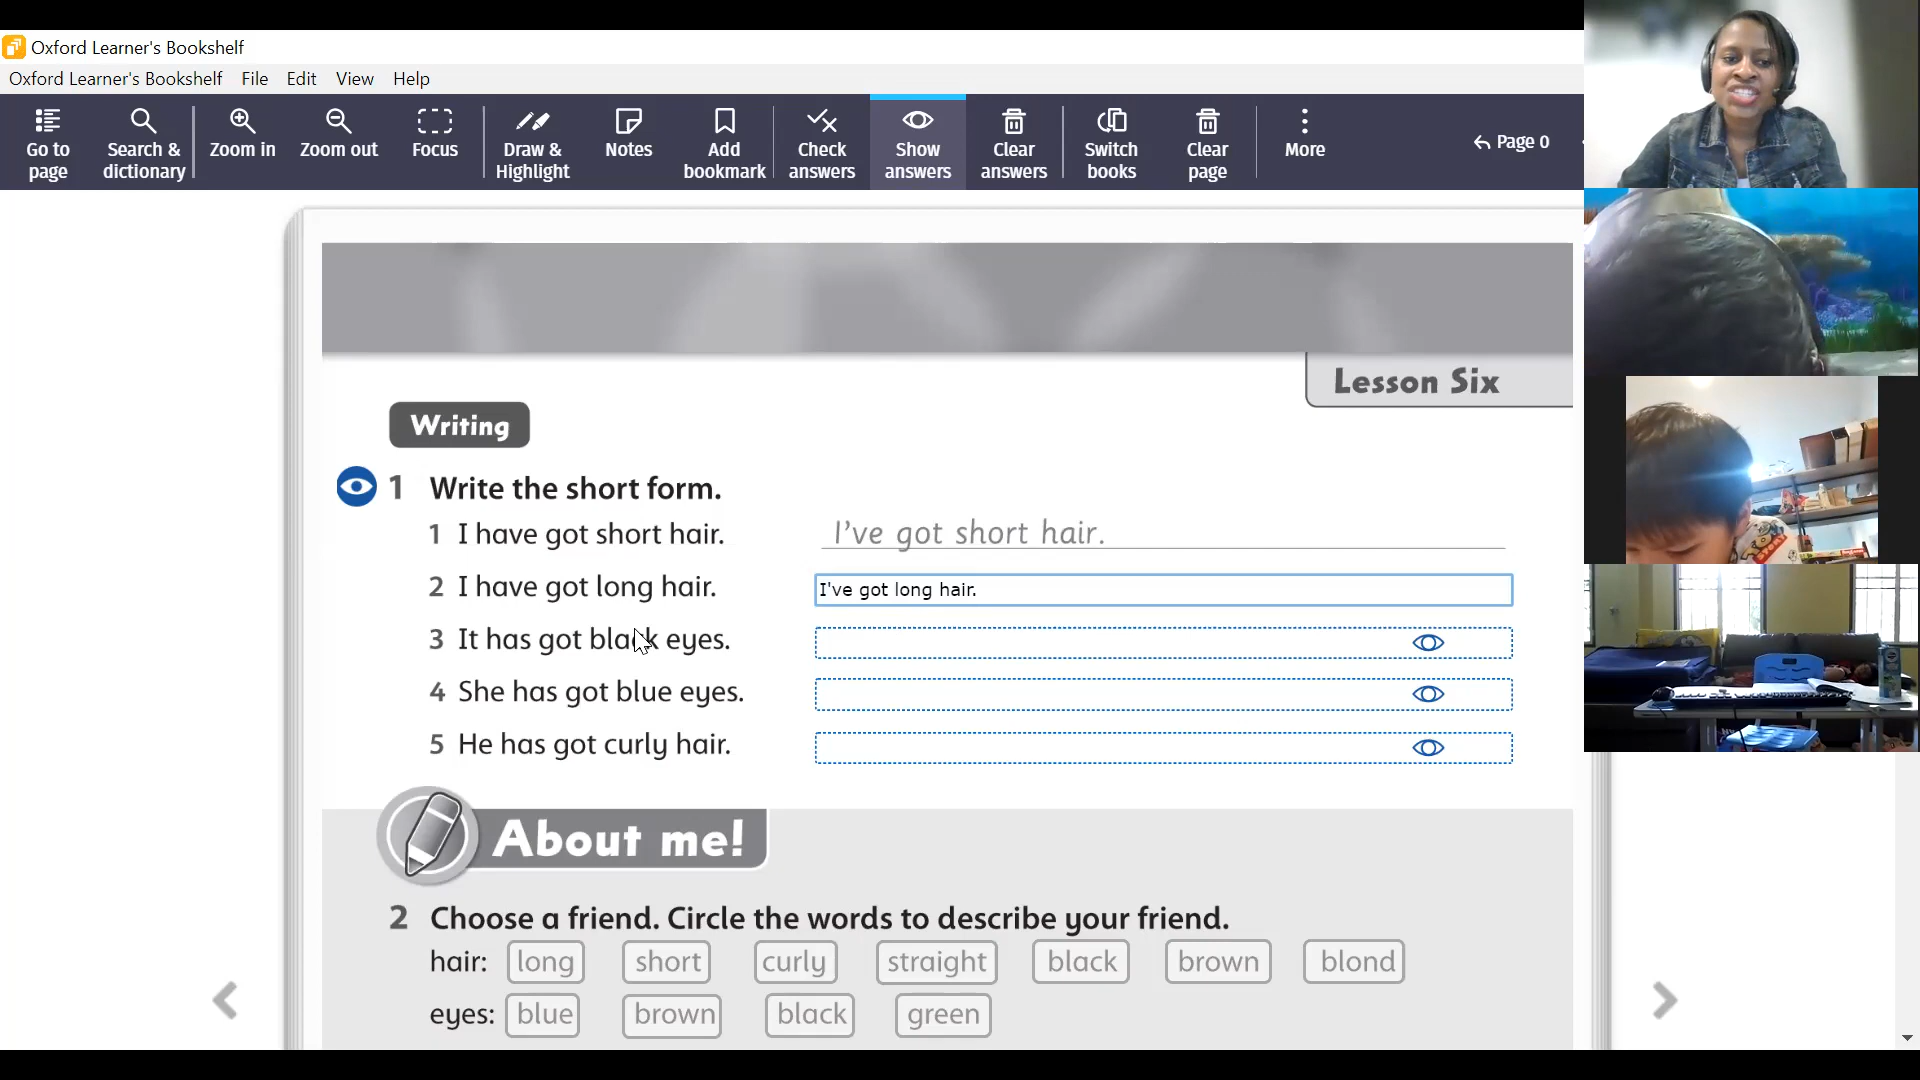 Oxford Learner's Bookshelf
Oxford Learner's Bookshelf File Edit View Help
Go to page
Search & dictionary
Zoom in
Zoom out
Focus
Draw & Highlight
Notes
Add bookmark
Check answers
Show answers
Clear answers
Switch books
Clear page
More
Page 0
Lesson Six
Writing
1 Write the short form.
1 I have got short hair. I've got short hair.
2 I have got long hair. I've got long hair.
3 It has got black eyes.
4 She has got blue eyes.
5 He has got curly hair.
About me!
2 Choose a friend. Circle the words to describe your friend.
hair: long short curly straight black brown blond
eyes: blue brown black green